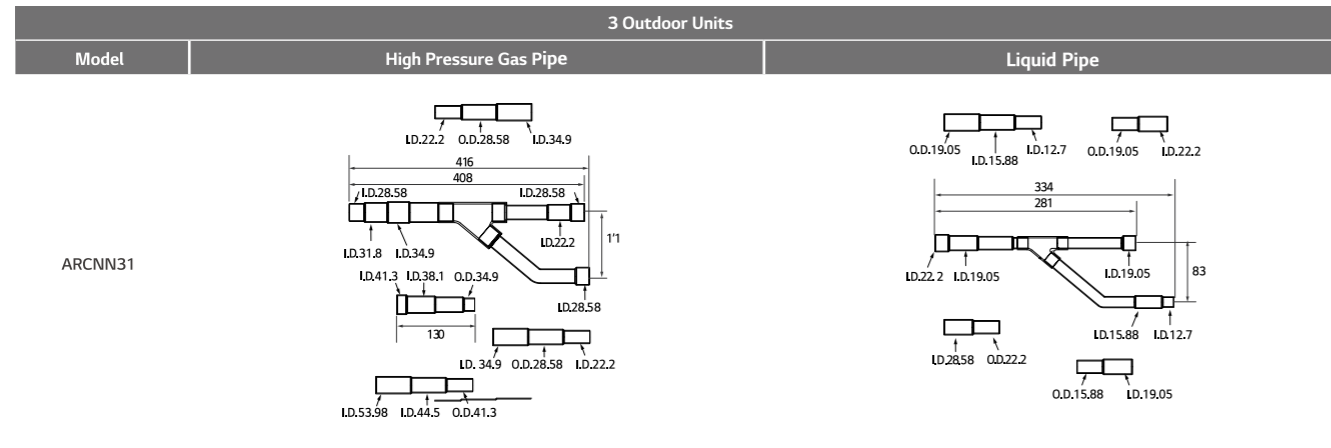 3 Outdoor Units
Model
High Pressure Gas Pipe
Liquid Pipe
ARCNN31
I.D.22.2 O.D.28.58 I.D.34.9
416
408
I.D.28.58 I.D.28.58
I.D.31.8 I.D.34.9 I.D.22.2
1'1
I.D.41.3 I.D.38.1 O.D.34.9
I.D.28.58
130
I.D. 34.9 O.D.28.58 I.D.22.2
I.D.53.98 I.D.44.5 O.D.41.3
O.D.19.05 I.D.15.88 I.D.12.7
O.D.19.05 I.D.22.2
334
281
I.D.22.2 I.D.19.05 I.D.19.05
83
I.D.15.88 I.D.12.7
I.D.28.58 O.D.22.2
O.D.15.88 I.D.19.05